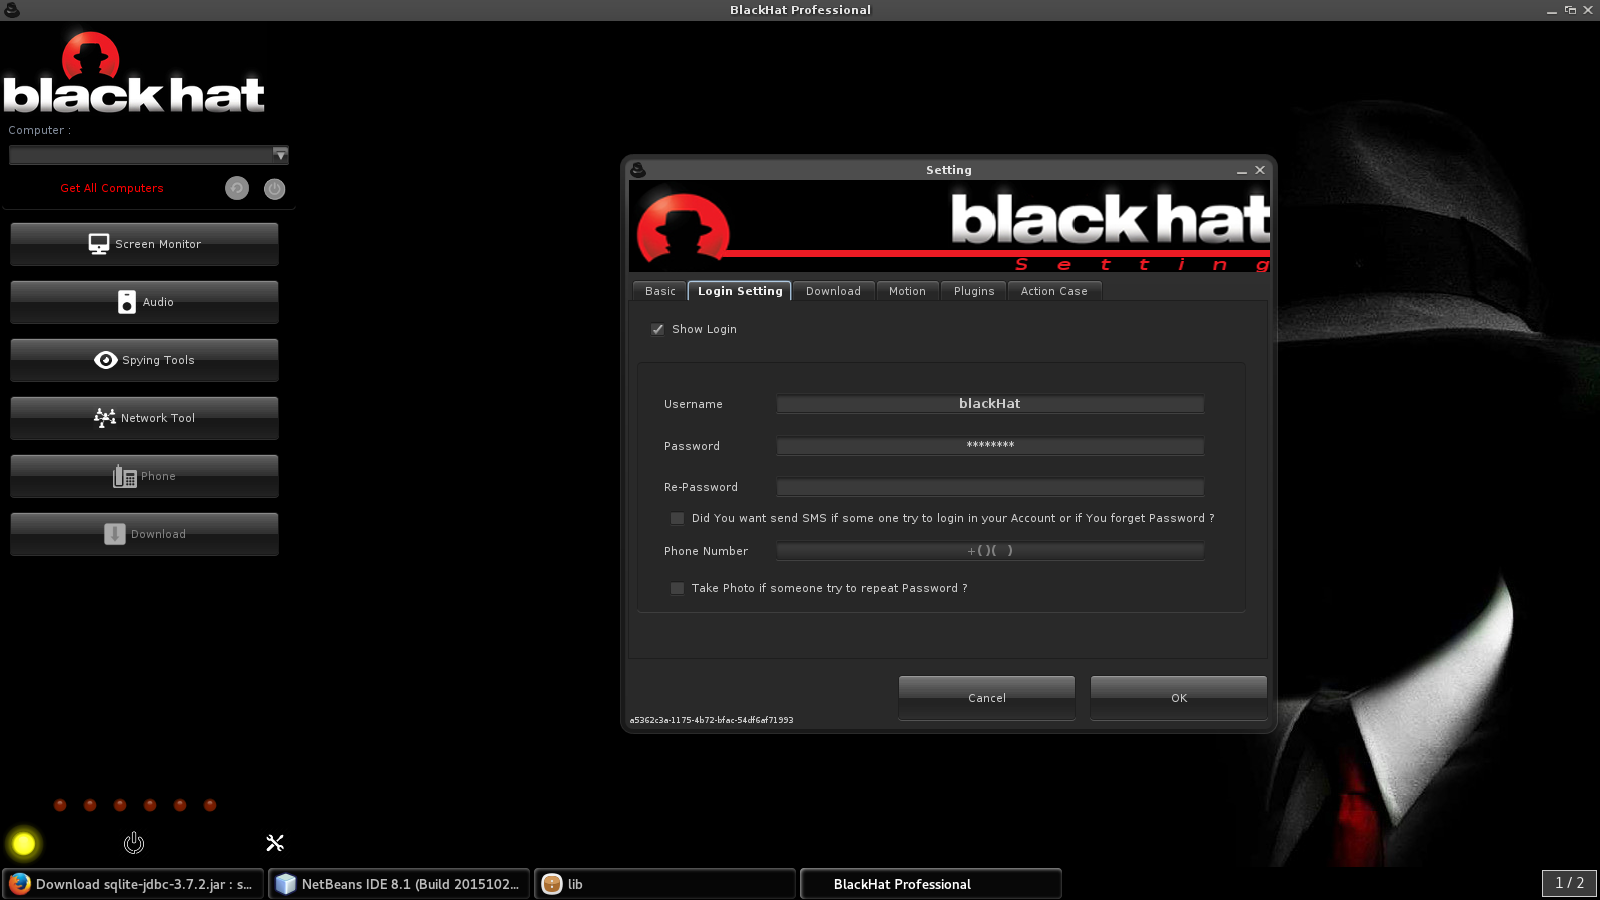 BlackHat Professional
black hat
Computer :
Get All Computers
Screen Monitor
Audio
Spying Tools
Network Tool
Phone
Download
Setting
black hat
Setting
Basic Login Setting Download Motion Plugins Action Case
Show Login
Username blackHat
Password ********
Re-Password
Did You want send SMS if some one try to login in your Account or if You forget Password ?
Phone Number +( )( )
Take Photo if someone try to repeat Password ?
Cancel OK
a5362c3a-1175-4b72-bfac-54df6af71993
Download sqlite-jdbc-3.7.2.jar : s... NetBeans IDE 8.1 (Build 2015102... lib BlackHat Professional 1 / 2